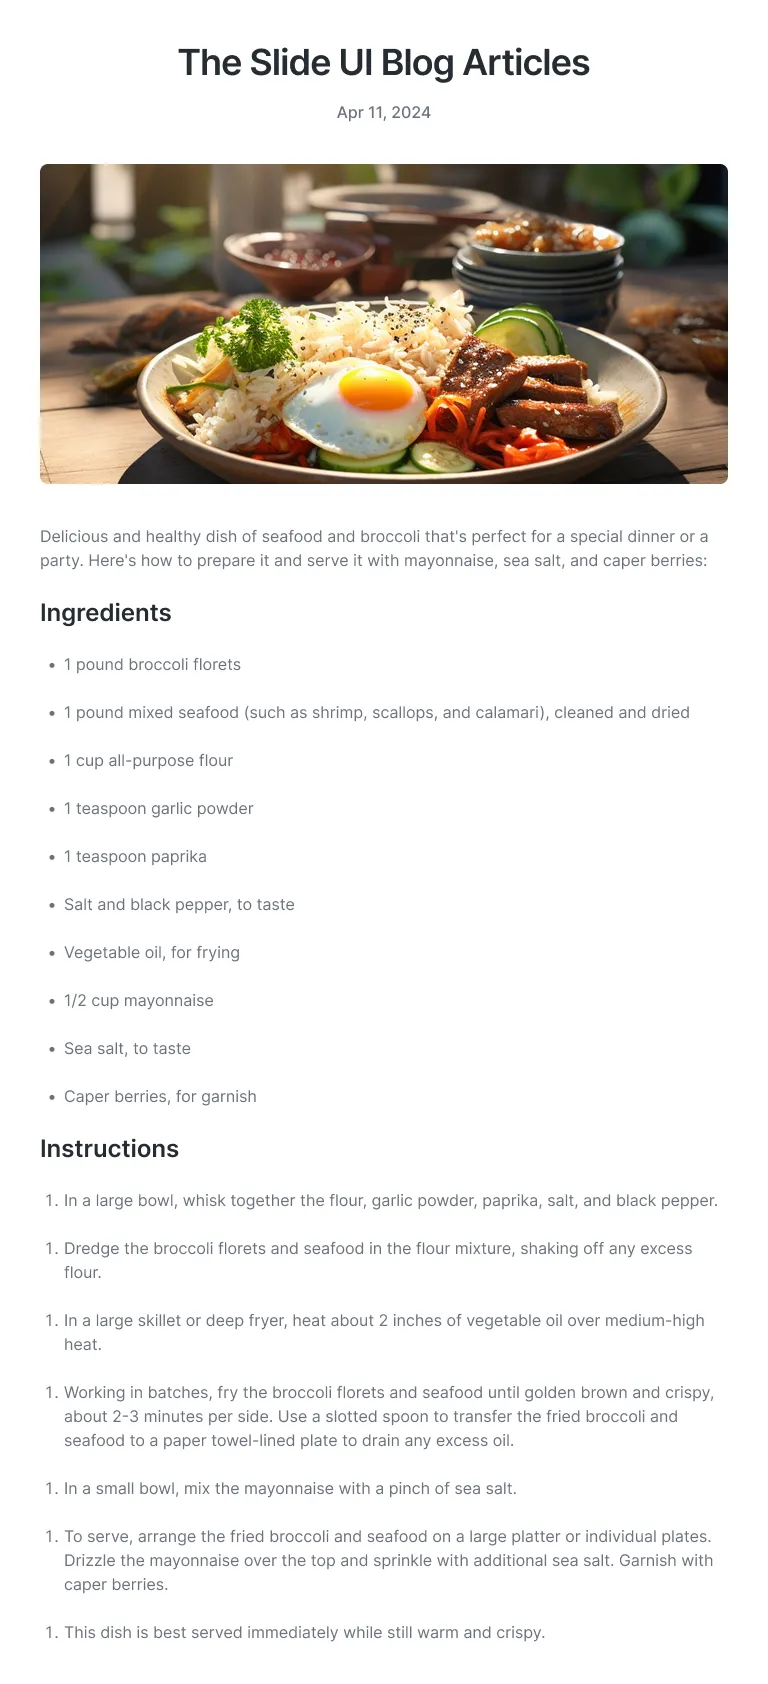 The Slide UI Blog Articles
Apr 11, 2024
Delicious and healthy dish of seafood and broccoli that's perfect for a special dinner or a
party. Here's how to prepare it and serve it with mayonnaise, sea salt, and caper berries:
Ingredients
• 1 pound broccoli florets
• 1 pound mixed seafood (such as shrimp, scallops, and calamari), cleaned and dried
• 1 cup all-purpose flour
• 1 teaspoon garlic powder
• 1 teaspoon paprika
• Salt and black pepper, to taste
• Vegetable oil, for frying
• 1/2 cup mayonnaise
• Sea salt, to taste
• Caper berries, for garnish
Instructions
1. In a large bowl, whisk together the flour, garlic powder, paprika, salt, and black pepper.
1. Dredge the broccoli florets and seafood in the flour mixture, shaking off any excess
flour.
1. In a large skillet or deep fryer, heat about 2 inches of vegetable oil over medium-high
heat.
1. Working in batches, fry the broccoli florets and seafood until golden brown and crispy,
about 2-3 minutes per side. Use a slotted spoon to transfer the fried broccoli and
seafood to a paper towel-lined plate to drain any excess oil.
1. In a small bowl, mix the mayonnaise with a pinch of sea salt.
1. To serve, arrange the fried broccoli and seafood on a large platter or individual plates.
Drizzle the mayonnaise over the top and sprinkle with additional sea salt. Garnish with
caper berries.
1. This dish is best served immediately while still warm and crispy.